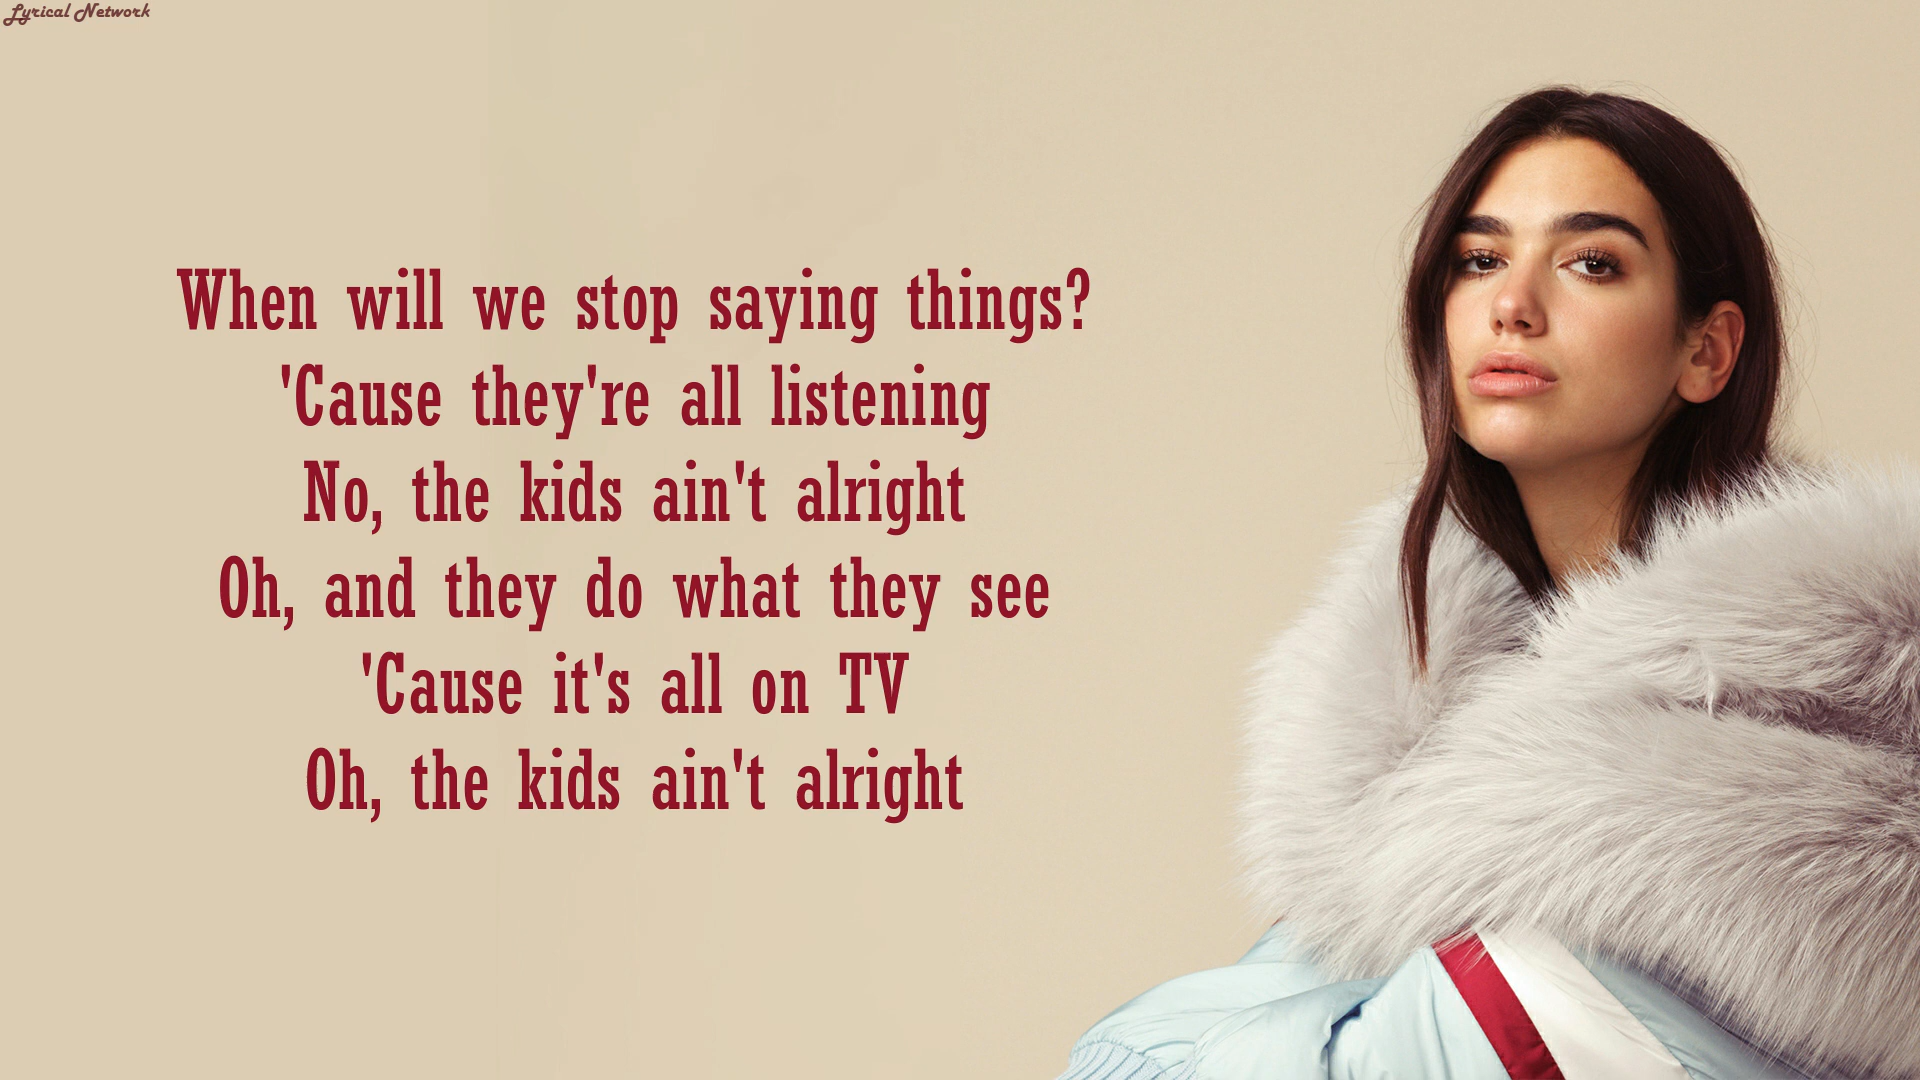 Lyrical Network
When will we stop saying things?
'Cause they're all listening
No, the kids ain't alright
Oh, and they do what they see
'Cause it's all on TV
Oh, the kids ain't alright